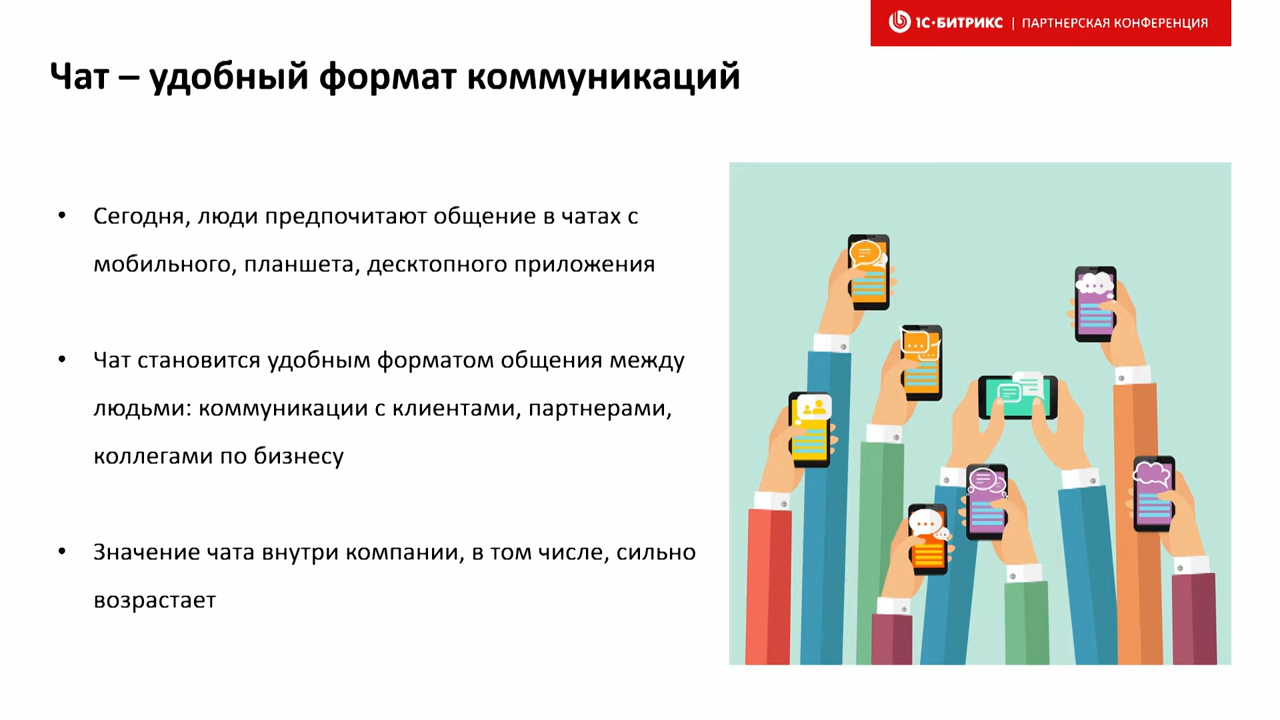 1С·БИТРИКС | ПАРТНЕРСКАЯ КОНФЕРЕНЦИЯ
Чат – удобный формат коммуникаций
• Сегодня, люди предпочитают общение в чатах с
мобильного, планшета, десктопного приложения
• Чат становится удобным форматом общения между
людьми: коммуникации с клиентами, партнерами,
коллегами по бизнесу
• Значение чата внутри компании, в том числе, сильно
возрастает